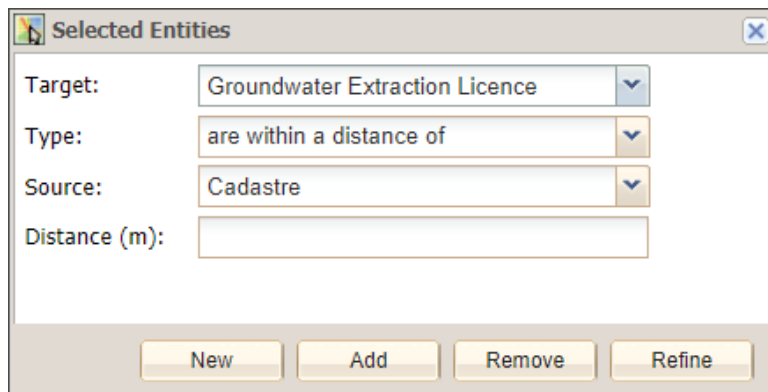 Selected Entities
Target: Groundwater Extraction Licence
Type: are within a distance of
Source: Cadastre
Distance (m):
New Add Remove Refine